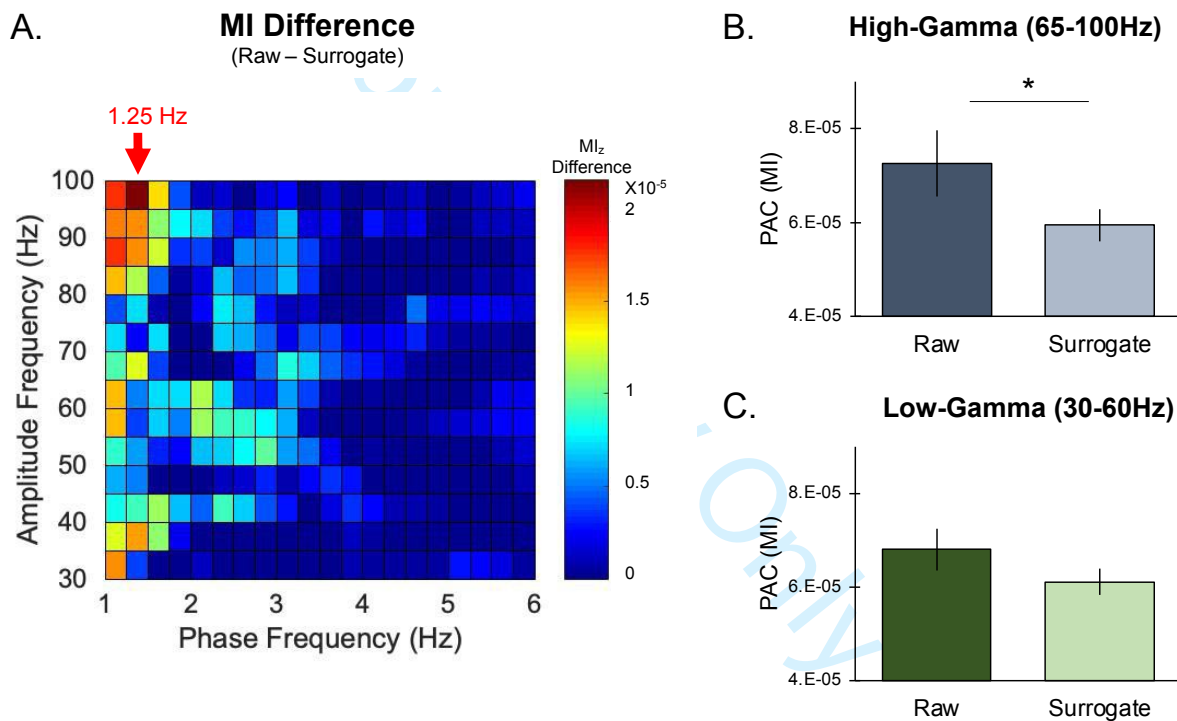 A.
MI Difference
(Raw – Surrogate)
1.25 Hz
MIz
Difference
X10-5
2
1.5
1
0.5
0
100
90
80
70
60
50
40
30
Amplitude Frequency (Hz)
1 2 3 4 5 6
Phase Frequency (Hz)
B.
High-Gamma (65-100Hz)
*
8.E-05
6.E-05
4.E-05
PAC (MI)
Raw Surrogate
C.
Low-Gamma (30-60Hz)
8.E-05
6.E-05
4.E-05
PAC (MI)
Raw Surrogate
Only